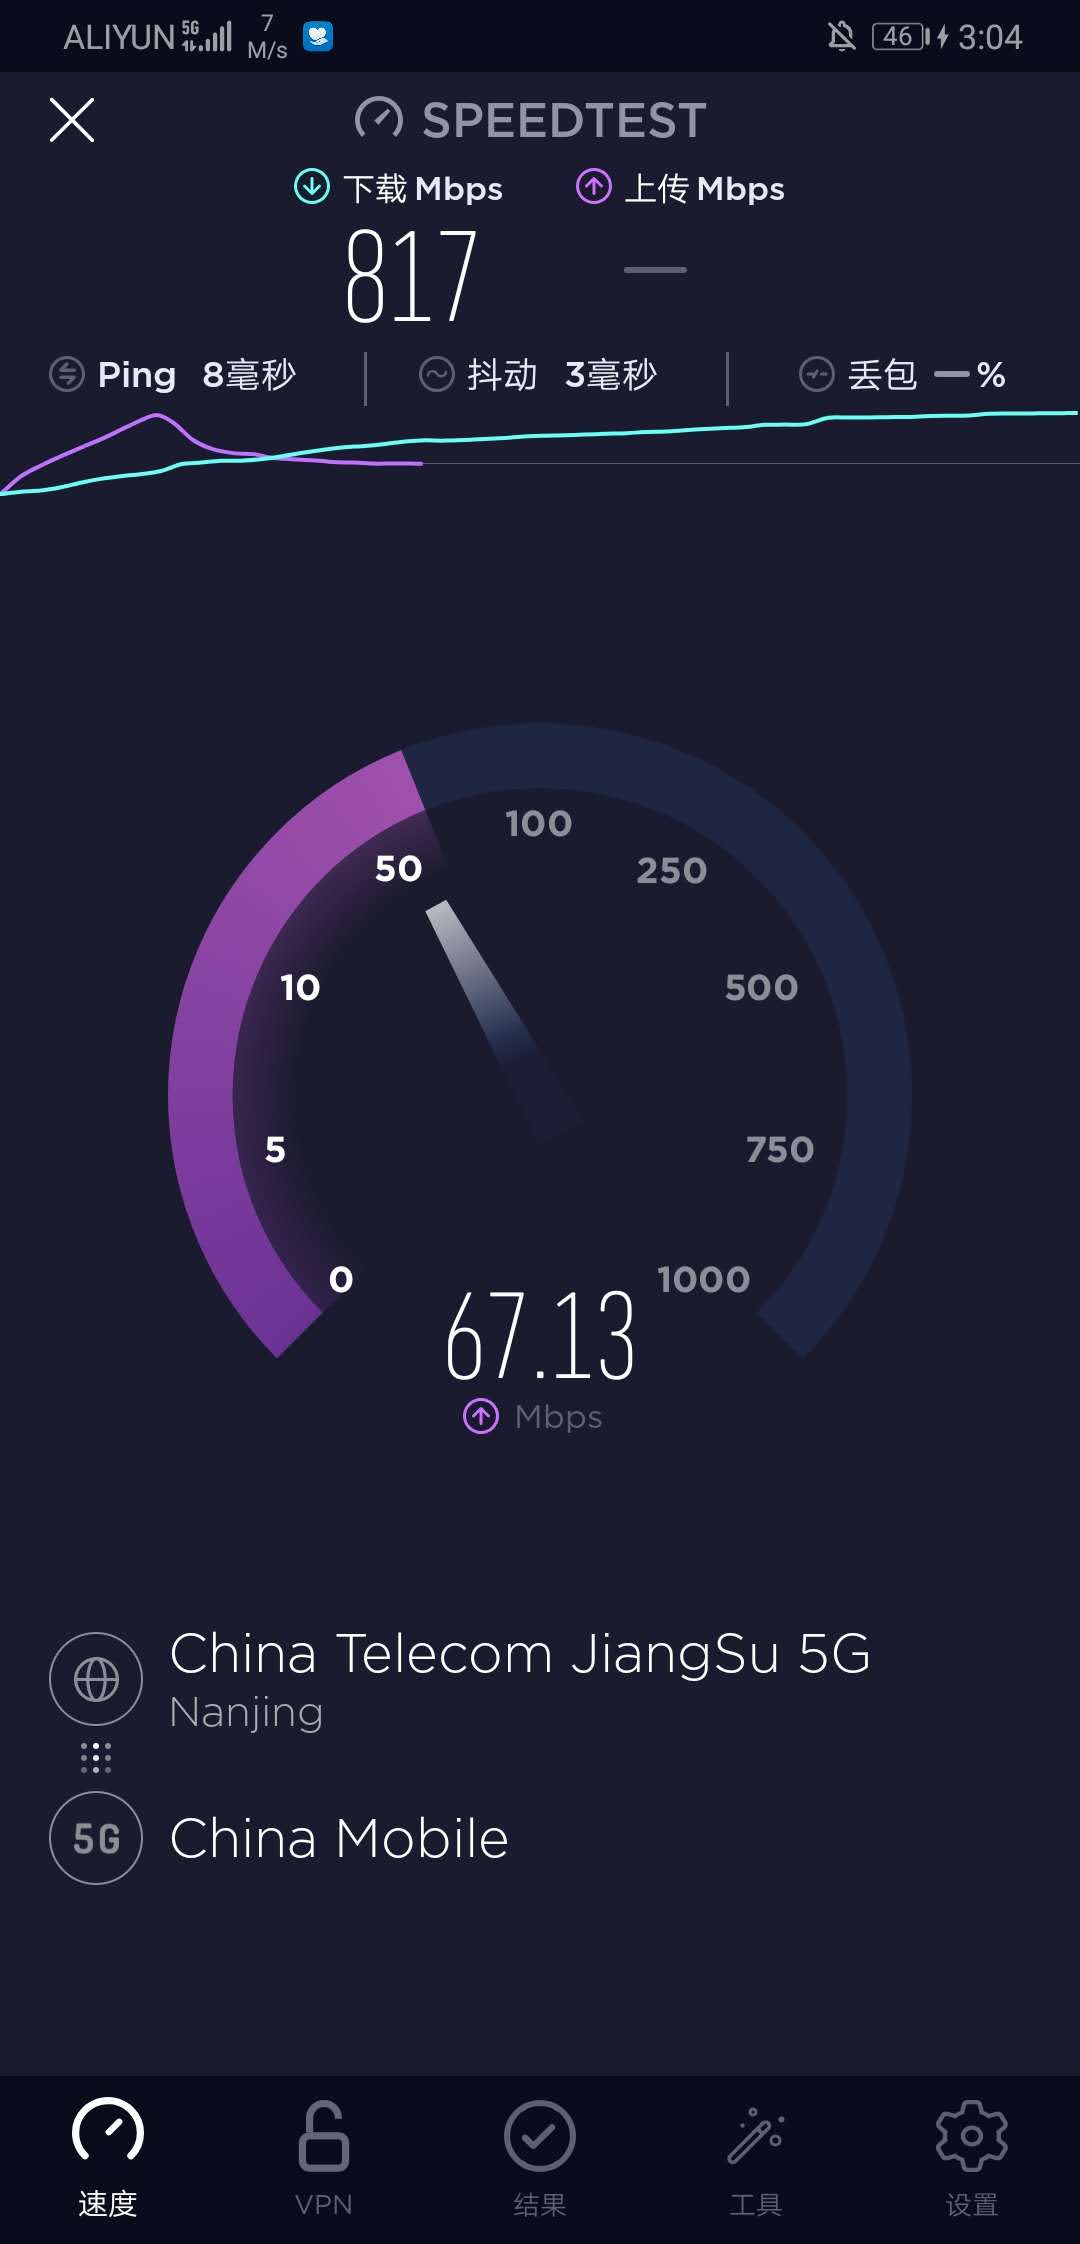 ALIYUN 5G 7 M/s 46 3:04
SPEEDTEST
下载 Mbps 上传 Mbps
817 —
Ping 8毫秒 抖动 3毫秒 丢包 —%
100
50 250
10 500
5 750
0 1000
67.13
Mbps
China Telecom JiangSu 5G
Nanjing
5G China Mobile
速度 VPN 结果 工具 设置